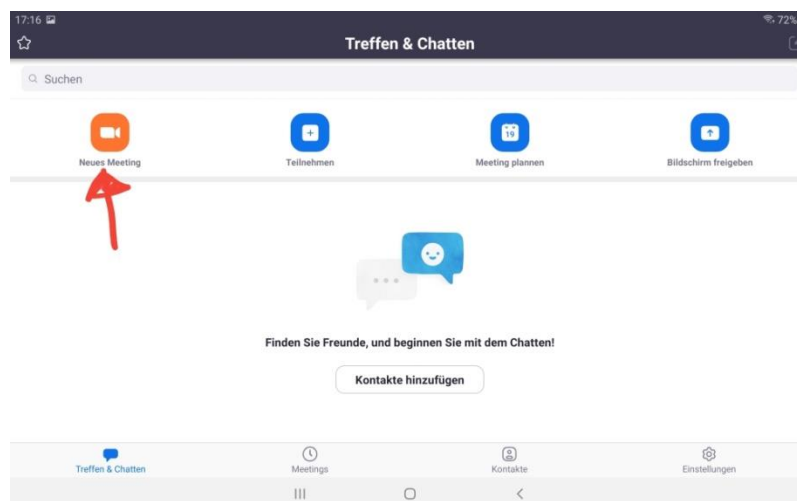 17:16
72%
Treffen & Chatten
Suchen
Neues Meeting
Teilnehmen
19
Meeting plannen
Bildschirm freigeben
Finden Sie Freunde, und beginnen Sie mit dem Chatten!
Kontakte hinzufügen
Treffen & Chatten
Meetings
Kontakte
Einstellungen